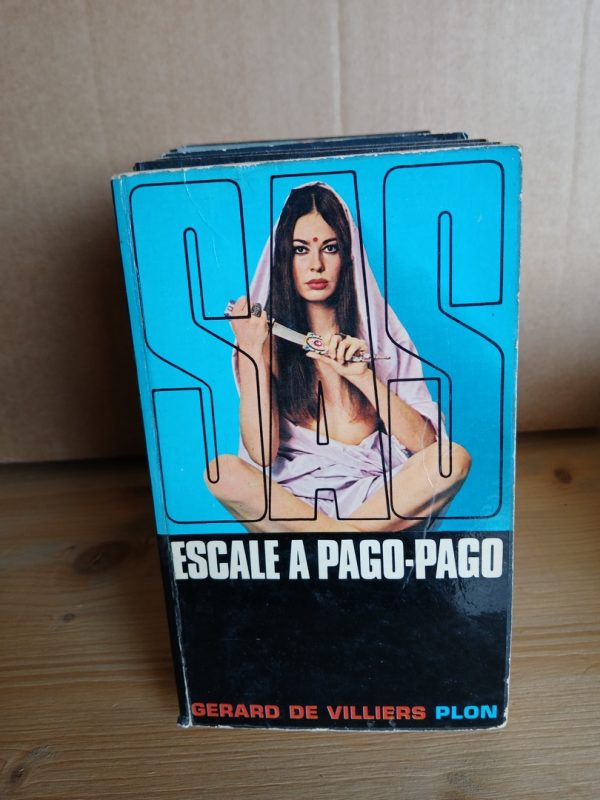 SAS
ESCALE A PAGO-PAGO
GERARD DE VILLIERS PLON